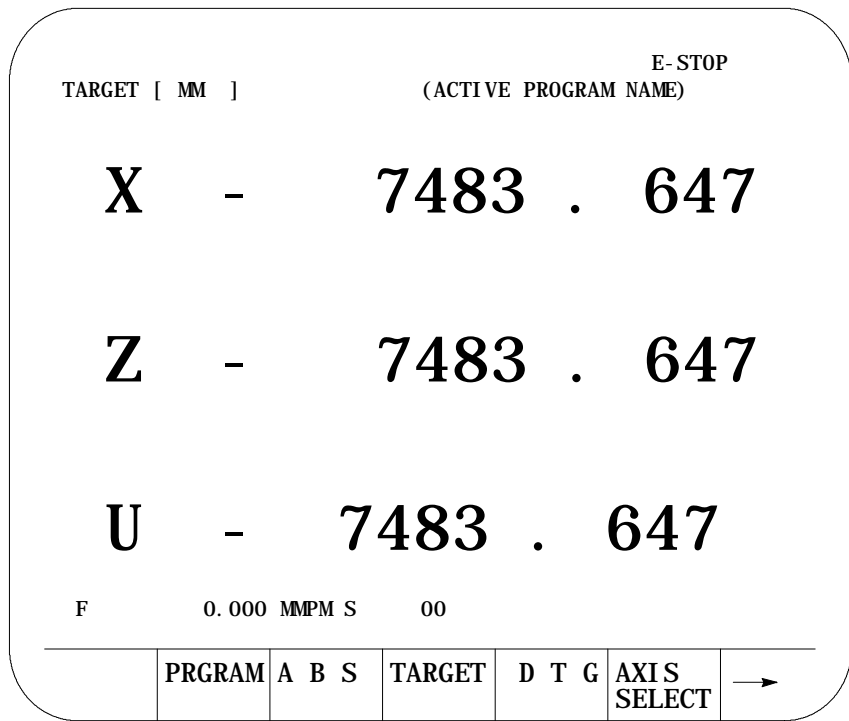 E-STOP
TARGET [ MM ] (ACTIVE PROGRAM NAME)
X - 7483 . 647
Z - 7483 . 647
U - 7483 . 647
F 0.000 MMPM S 00
PRGRAM A B S TARGET D T G AXIS
SELECT